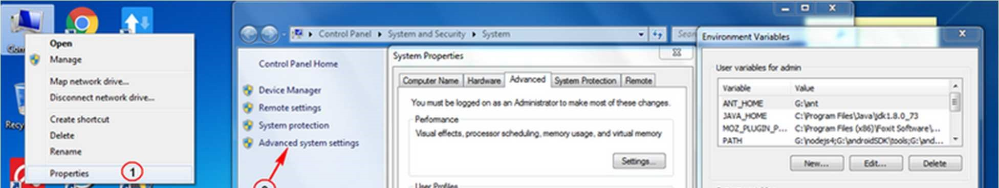 Open
Manage
Map network drive...
Disconnect network drive...
Create shortcut
Delete
Rename
Properties
1
Control Panel
System and Security
System
Control Panel Home
Device Manager
Remote settings
System protection
Advanced system settings
System Properties
Computer Name
Hardware
Advanced
System Protection
Remote
You must be logged on as an Administrator to make most of these changes.
Performance
Visual effects, processor scheduling, memory usage, and virtual memory
Settings...
User Profiles
Environment Variables
User variables for admin
Variable Value
ANT_HOME G:\ant
JAVA_HOME C:\Program Files\Java\jdk1.8.0_73
MOZ_PLUGIN_P... C:\Program Files (x86)\Foxit Software\...
PATH G:\nodejs4;G:\androidSDK\tools;G:\and...
New...
Edit...
Delete